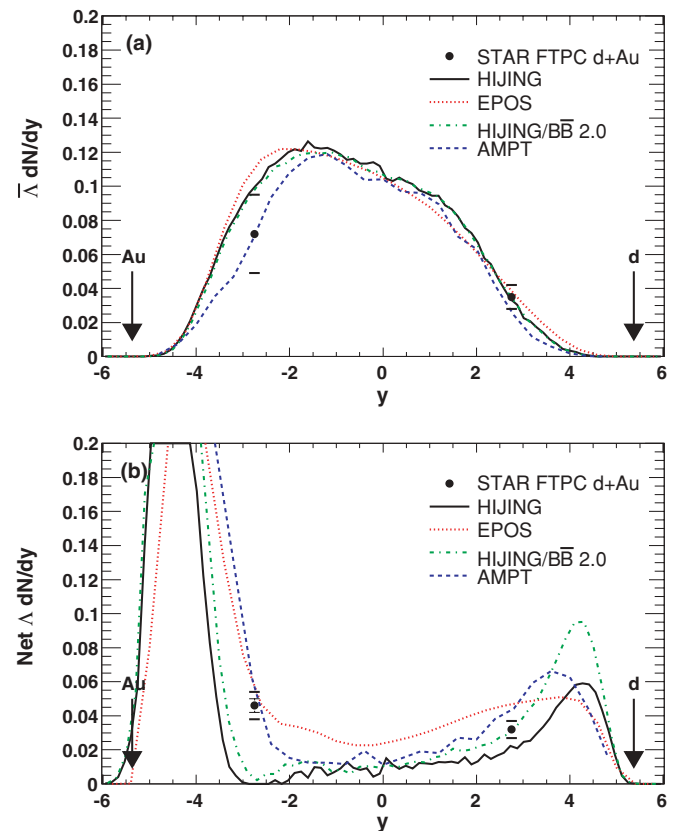 0.2
(a)
0.18
0.16
0.14
0.12
0.1
0.08
0.06
0.04
0.02
0
Λ̅ dN/dy
STAR FTPC d+Au
HIJING
EPOS
HIJING/BB̅ 2.0
AMPT
Au
d
-6 -4 -2 0 2 4 6
y
0.2
(b)
0.18
0.16
0.14
0.12
0.1
0.08
0.06
0.04
0.02
0
Net Λ dN/dy
STAR FTPC d+Au
HIJING
EPOS
HIJING/BB̅ 2.0
AMPT
Au
d
-6 -4 -2 0 2 4 6
y